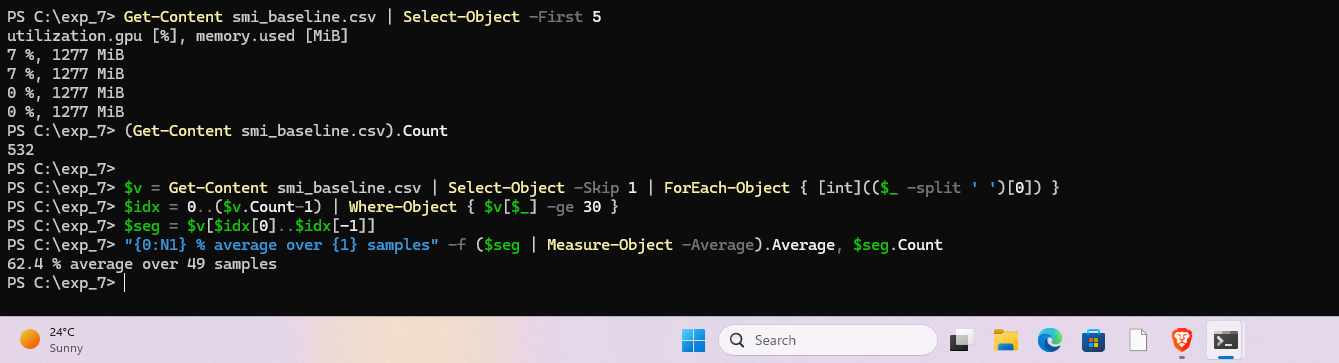 PS C:\exp_7> Get-Content smi_baseline.csv | Select-Object -First 5
utilization.gpu [%], memory.used [MiB]
7 %, 1277 MiB
7 %, 1277 MiB
0 %, 1277 MiB
0 %, 1277 MiB
PS C:\exp_7> (Get-Content smi_baseline.csv).Count
532
PS C:\exp_7>
PS C:\exp_7> $v = Get-Content smi_baseline.csv | Select-Object -Skip 1 | ForEach-Object { [int](($_ -split ' ')[0]) }
PS C:\exp_7> $idx = 0..($v.Count-1) | Where-Object { $v[$_] -ge 30 }
PS C:\exp_7> $seg = $v[$idx[0]..$idx[-1]]
PS C:\exp_7> "{0:N1} % average over {1} samples" -f ($seg | Measure-Object -Average).Average, $seg.Count
62.4 % average over 49 samples
PS C:\exp_7>
24°C
Sunny
Search